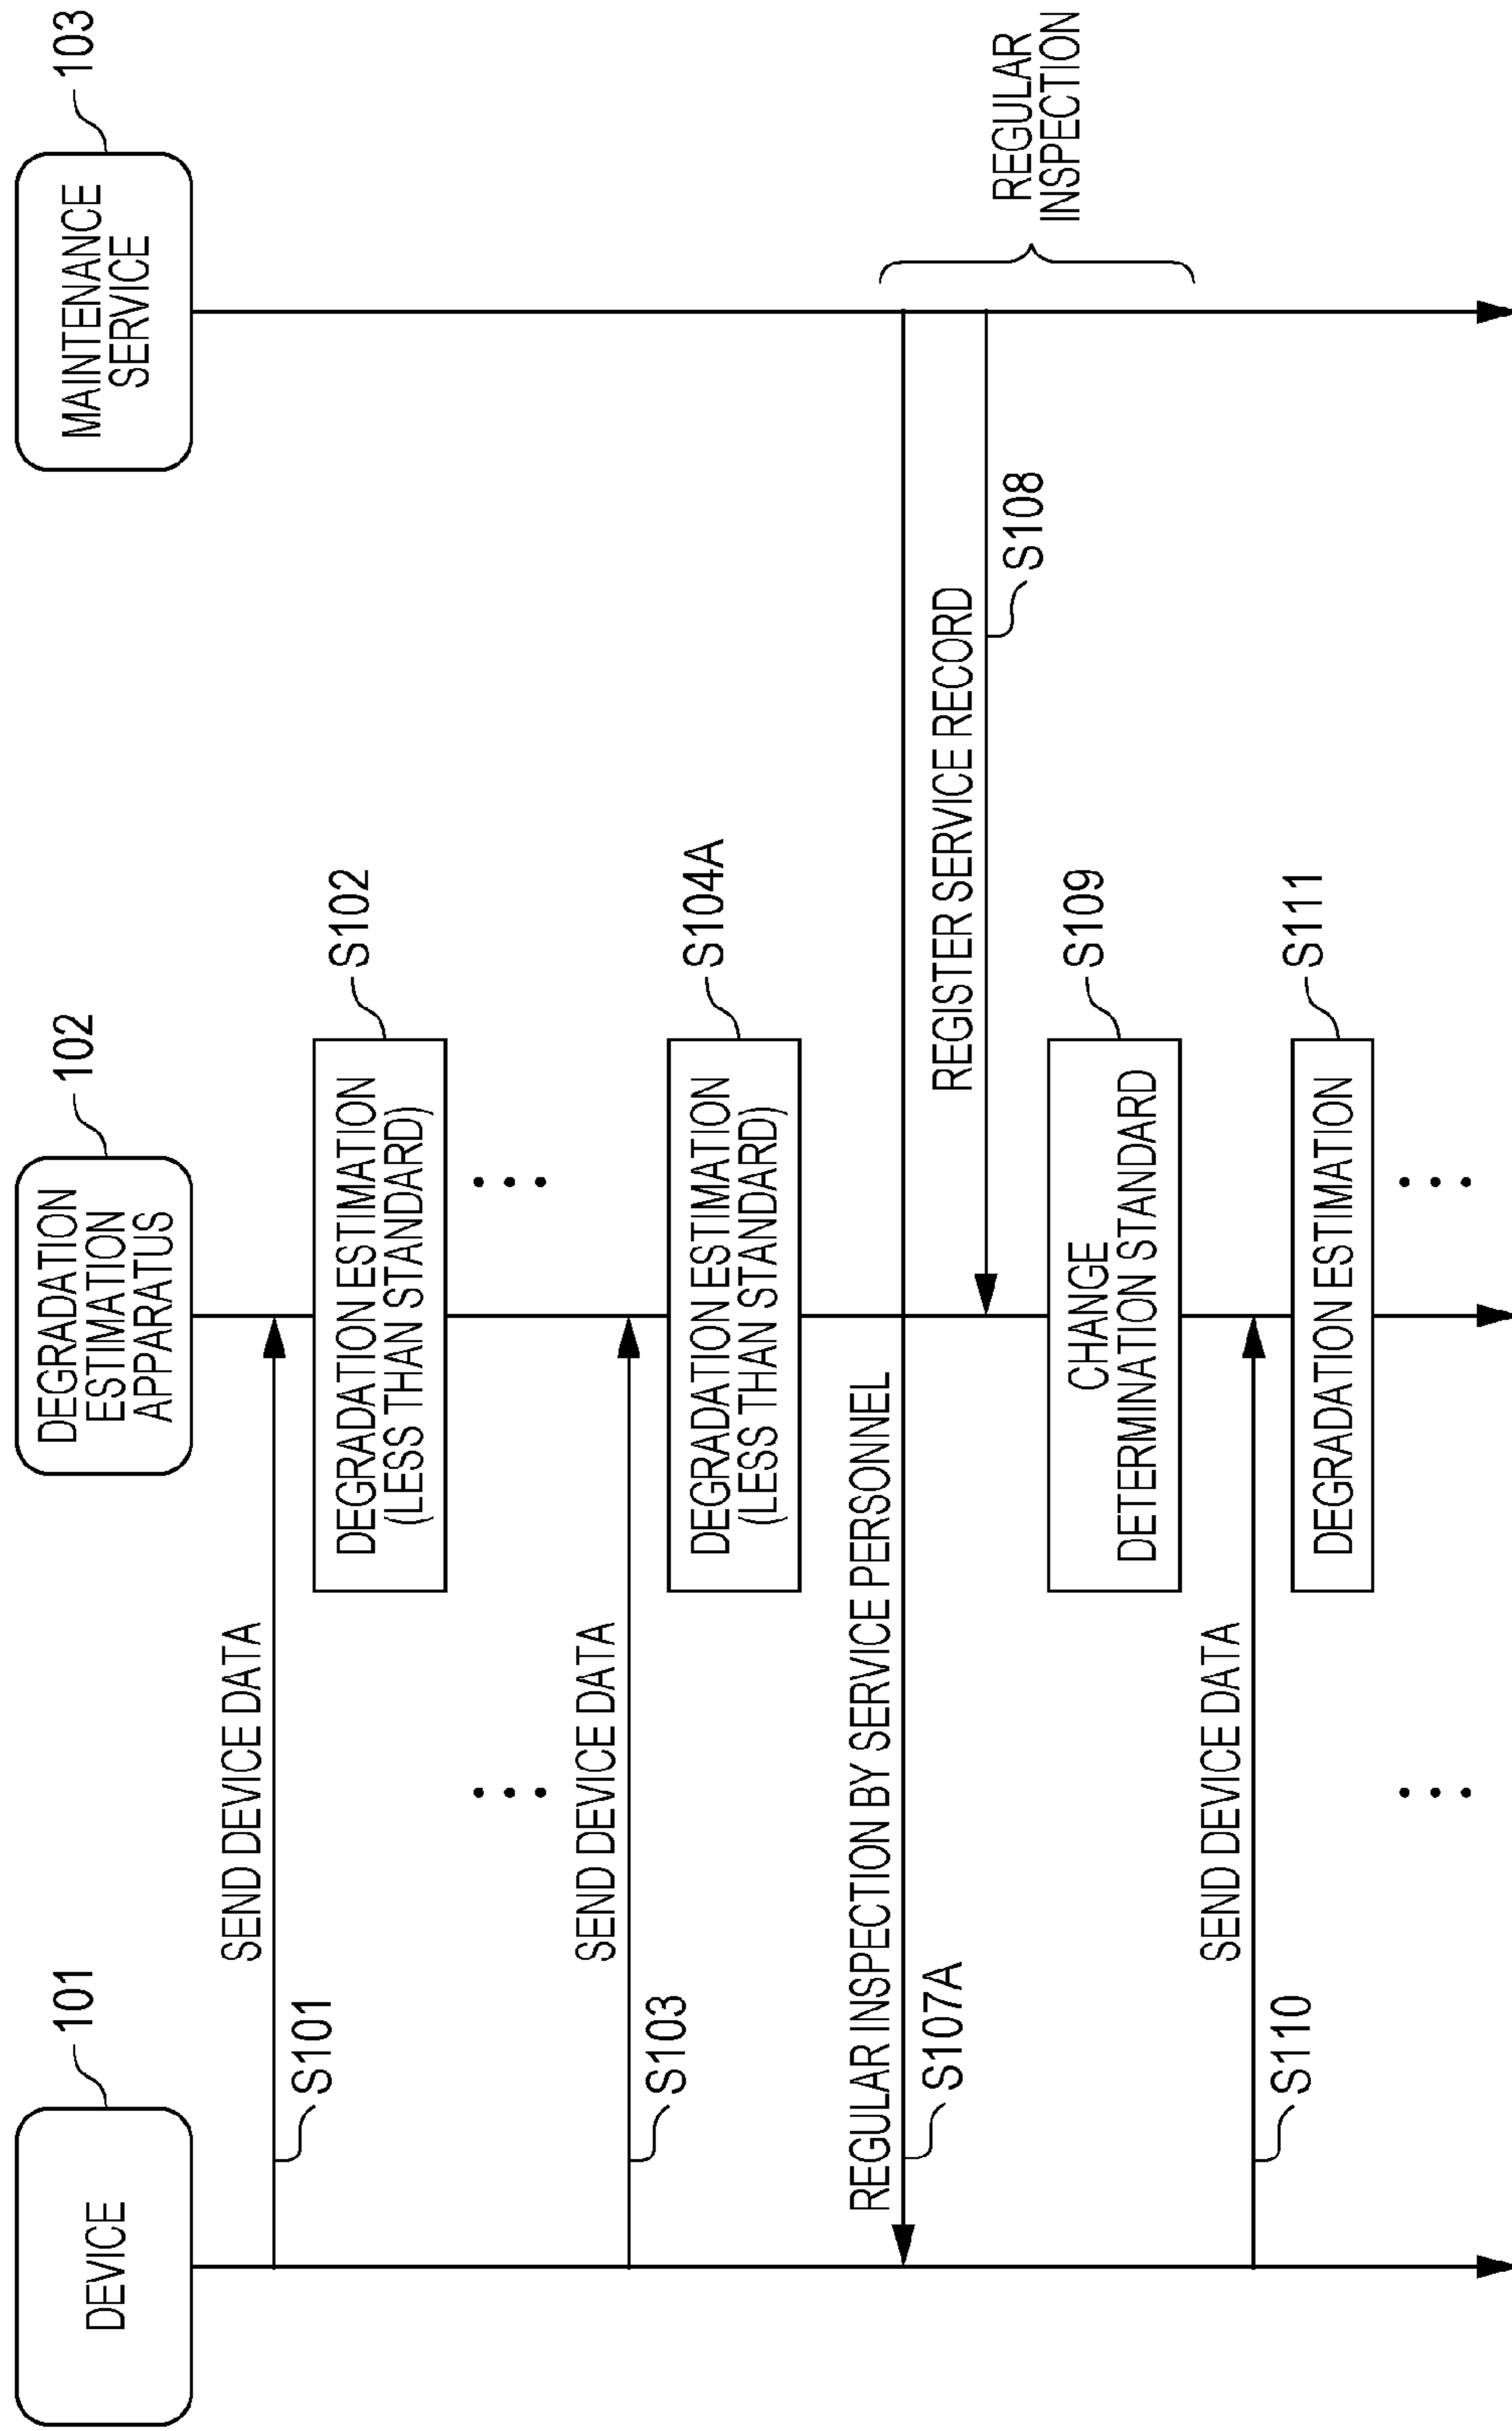 DEVICE
101
DEGRADATION
ESTIMATION
APPARATUS
102
MAINTENANCE
SERVICE
103
SEND DEVICE DATA
S101
DEGRADATION ESTIMATION
(LESS THAN STANDARD)
S102
SEND DEVICE DATA
S103
DEGRADATION ESTIMATION
(LESS THAN STANDARD)
S104A
REGULAR INSPECTION BY SERVICE PERSONNEL
S107A
REGISTER SERVICE RECORD
S108
REGULAR
INSPECTION
CHANGE
DETERMINATION STANDARD
S109
SEND DEVICE DATA
S110
DEGRADATION ESTIMATION
S111